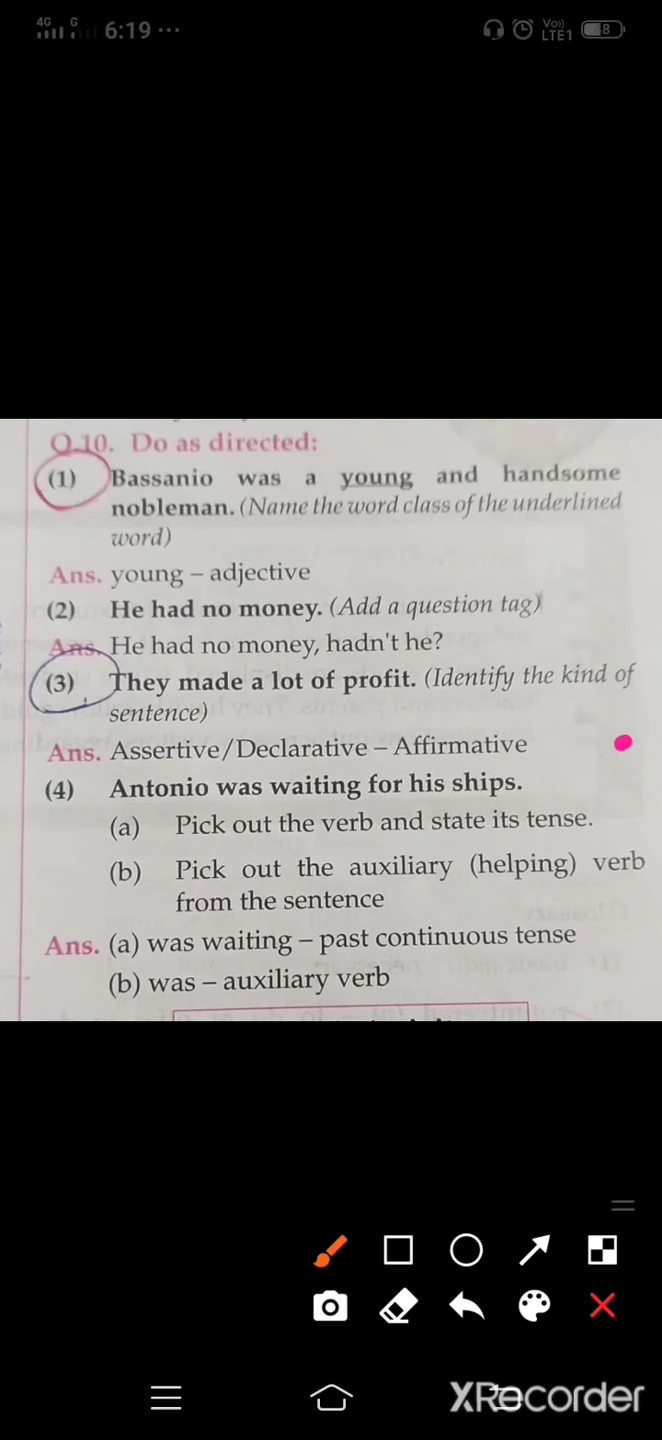 4G G 6:19 ... Vo)) LTE1 48
Q.10. Do as directed:
(1) Bassanio was a young and handsome
nobleman. (Name the word class of the underlined
word)
Ans. young – adjective
(2) He had no money. (Add a question tag)
Ans. He had no money, hadn't he?
(3) They made a lot of profit. (Identify the kind of
sentence)
Ans. Assertive/Declarative – Affirmative
(4) Antonio was waiting for his ships.
(a) Pick out the verb and state its tense.
(b) Pick out the auxiliary (helping) verb
from the sentence
Ans. (a) was waiting – past continuous tense
(b) was – auxiliary verb
XRecorder